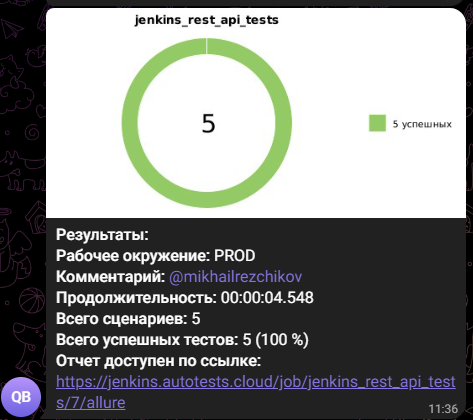 jenkins_rest_api_tests
5
5 успешных
Результаты:
Рабочее окружение: PROD
Комментарий: @mikhailrezchikov
Продолжительность: 00:00:04.548
Всего сценариев: 5
Всего успешных тестов: 5 (100 %)
Отчет доступен по ссылке:
https://jenkins.autotests.cloud/job/jenkins_rest_api_test
s/7/allure
QB
11:36